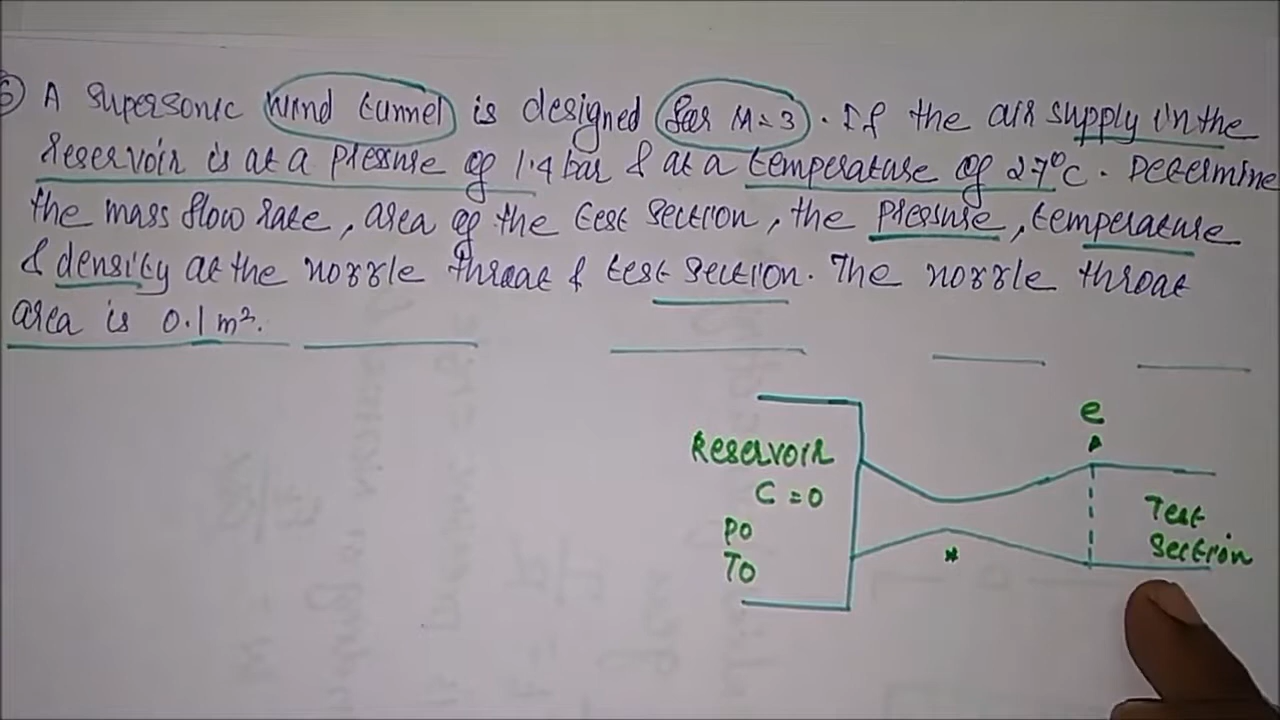 6) A supersonic wind tunnel is designed for M=3. If the air supply in the
reservoir is at a pressure of 1.4 bar & at a temperature of 27°C. Determine
the mass flow rate, area of the test section, the pressure, temperature
& density at the nozzle throat & test section. The nozzle throat
area is 0.1 m².
e
Reservoir
C = 0
Po
To
*
Test
Section